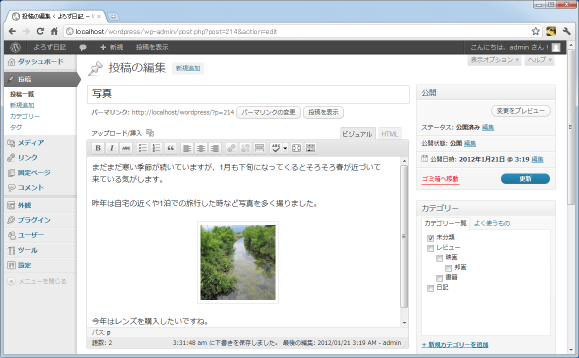 投稿の編集 ‹ よろず日記 — W
localhost/wordpress/wp-admin/post.php?post=214&action=edit
よろず日記 + 新規 投稿を表示 こんにちは、admin さん！
ダッシュボード
投稿
投稿一覧
新規追加
カテゴリー
タグ
メディア
リンク
固定ページ
コメント
外観
プラグイン
ユーザー
ツール
設定
メニューを閉じる
表示オプション ヘルプ
投稿の編集 新規追加
写真
パーマリンク: http://localhost/wordpress/?p=214 パーマリンクの変更 投稿を表示
アップロード/挿入 ビジュアル HTML
B I ABC ABC
まだまだ寒い季節が続いていますが、1月も下旬になってくるとそろそろ春が近づいて
来ている気がします。
昨年は自宅の近くや1泊での旅行した時など写真を多く撮りました。
今年はレンズを購入したいですね。
パス: p
語数: 2 3:31:48 am に下書きを保存しました。 最後の編集: 2012/01/21 3:19 AM - admin
公開
変更をプレビュー
ステータス: 公開済み 編集
公開状態: 公開 編集
公開日時: 2012年1月21日 @ 3:19 編集
ゴミ箱へ移動 更新
カテゴリー
カテゴリー一覧 よく使うもの
未分類
レビュー
映画
邦画
書籍
日記
+ 新規カテゴリーを追加